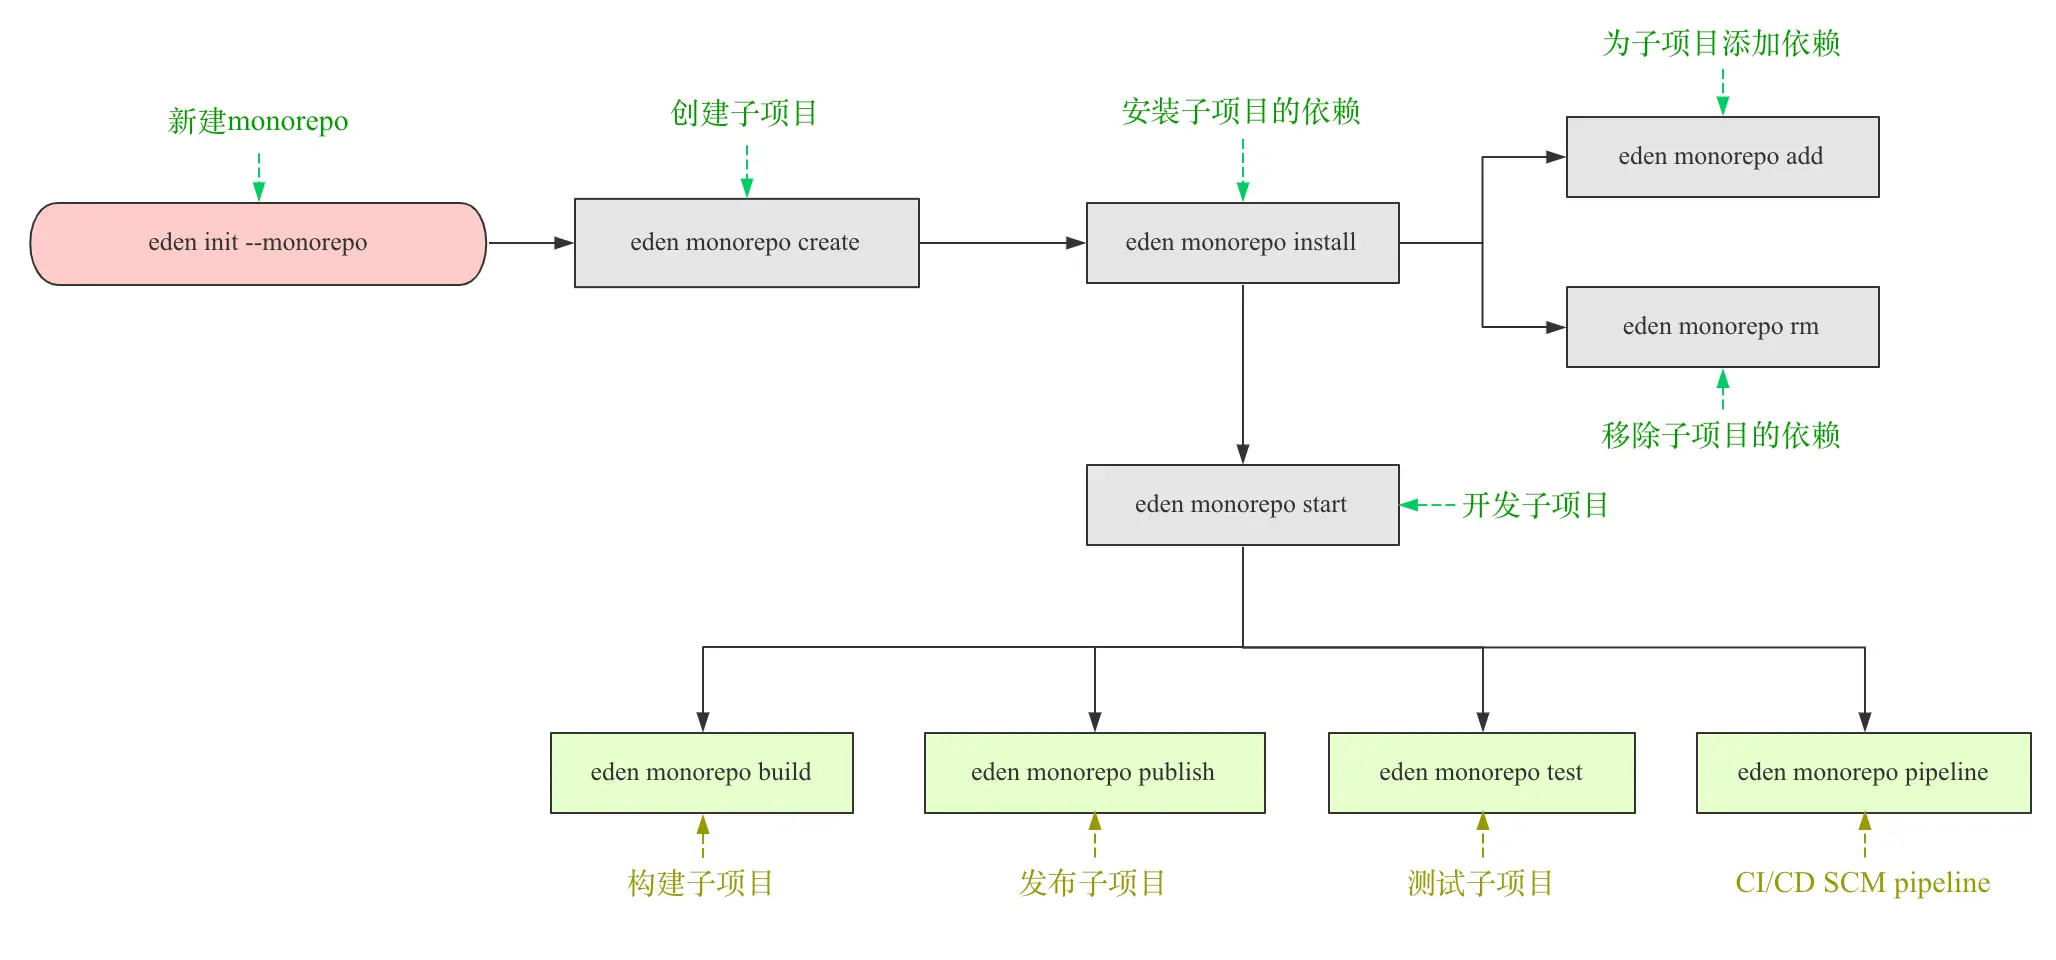 为子项目添加依赖
新建monorepo
创建子项目
安装子项目的依赖
eden monorepo add
eden init --monorepo
eden monorepo create
eden monorepo install
eden monorepo rm
移除子项目的依赖
eden monorepo start
开发子项目
eden monorepo build
eden monorepo publish
eden monorepo test
eden monorepo pipeline
构建子项目
发布子项目
测试子项目
CI/CD SCM pipeline